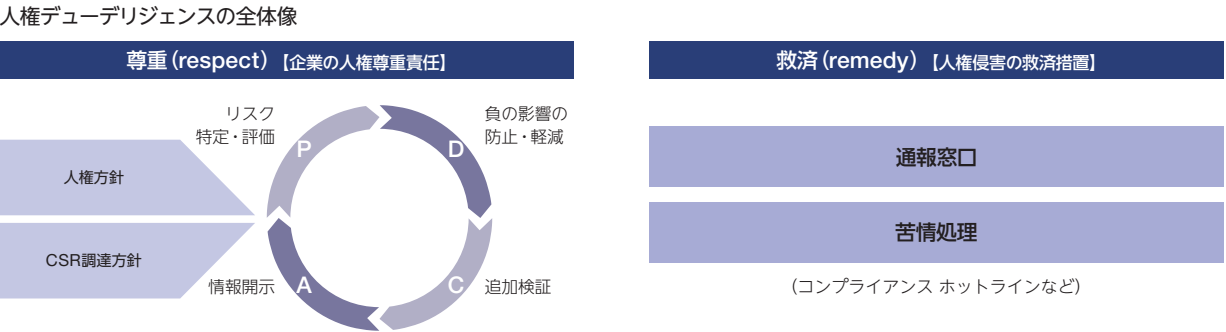 人権デューデリジェンスの全体像
尊重(respect)【企業の人権尊重責任】
人権方針
CSR調達方針
リスク
特定・評価
P
負の影響の
防止・軽減
D
追加検証
C
情報開示
A
救済(remedy)【人権侵害の救済措置】
通報窓口
苦情処理
(コンプライアンス ホットラインなど)